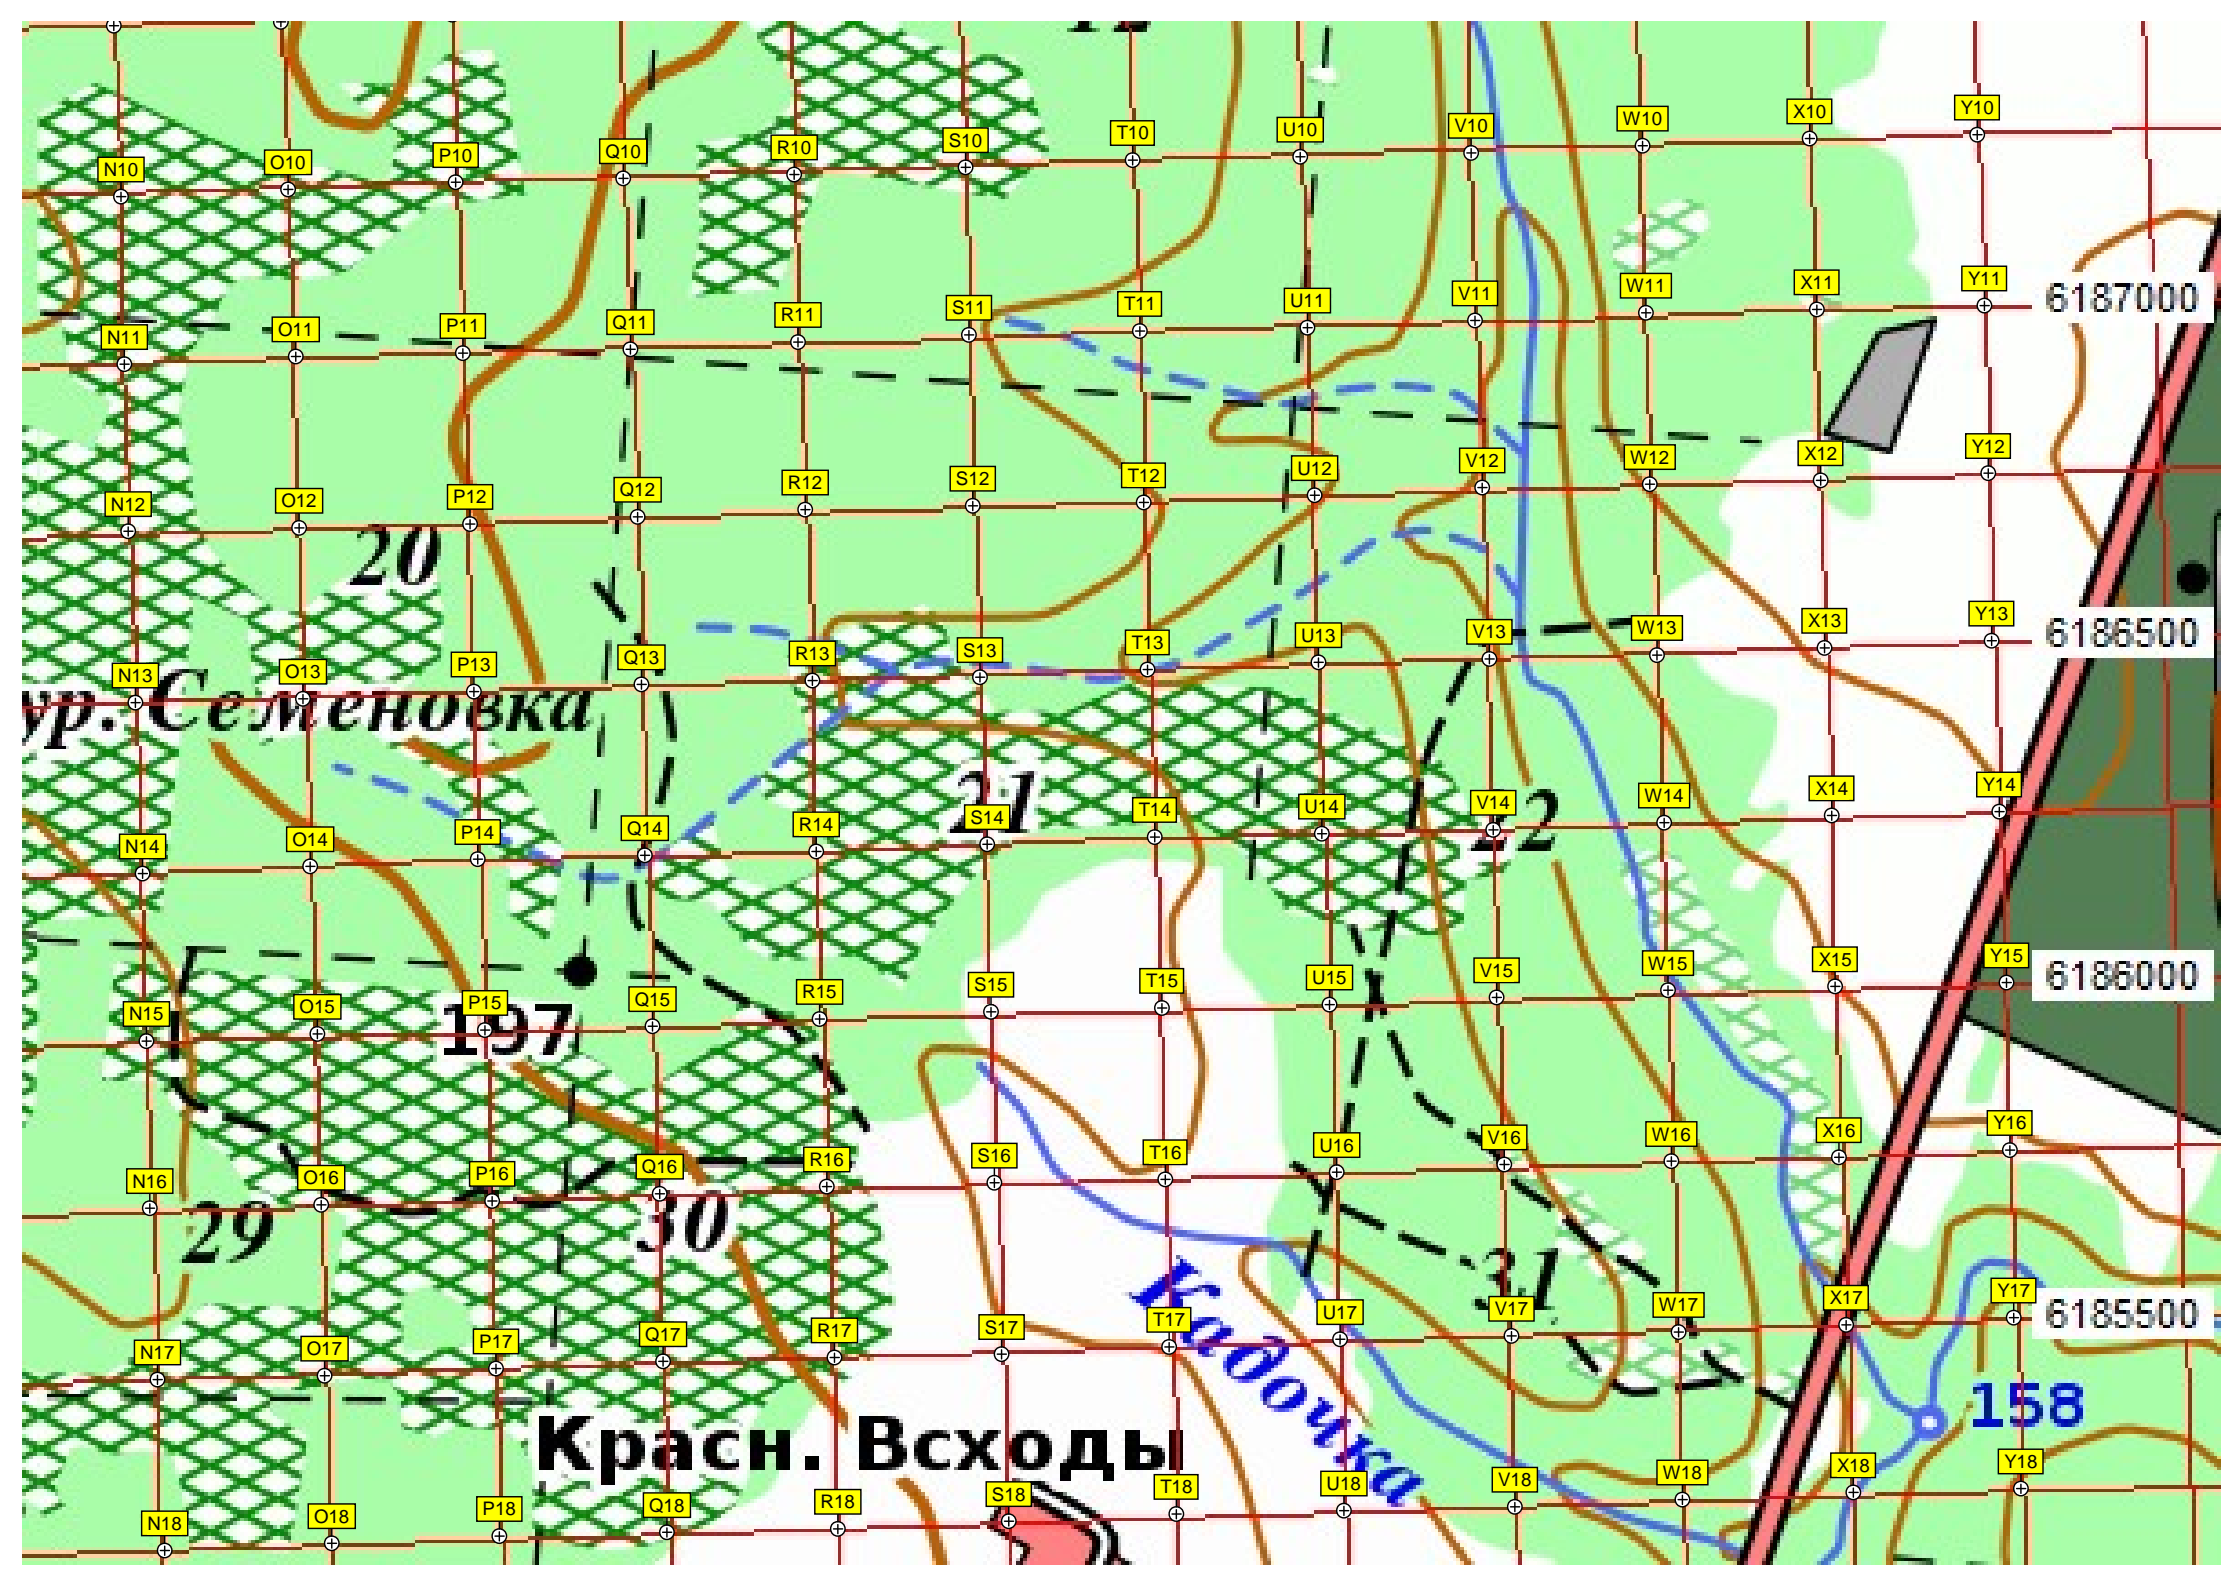 N10 O10 P10 Q10 R10 S10 T10 U10 V10 W10 X10 Y10
N11 O11 P11 Q11 R11 S11 T11 U11 V11 W11 X11 Y11 6187000
N12 O12 P12 Q12 R12 S12 T12 U12 V12 W12 X12 Y12
20
N13 O13 P13 Q13 R13 S13 T13 U13 V13 W13 X13 Y13 6186500
ур. Семеновка
21 22
N14 O14 P14 Q14 R14 S14 T14 U14 V14 W14 X14 Y14
N15 O15 P15 Q15 R15 S15 T15 U15 V15 W15 X15 Y15 6186000
197
N16 O16 P16 Q16 R16 S16 T16 U16 V16 W16 X16 Y16
29 30 31
N17 O17 P17 Q17 R17 S17 T17 U17 V17 W17 X17 Y17 6185500
Кадочка
158
Красн. Всходы
N18 O18 P18 Q18 R18 S18 T18 U18 V18 W18 X18 Y18